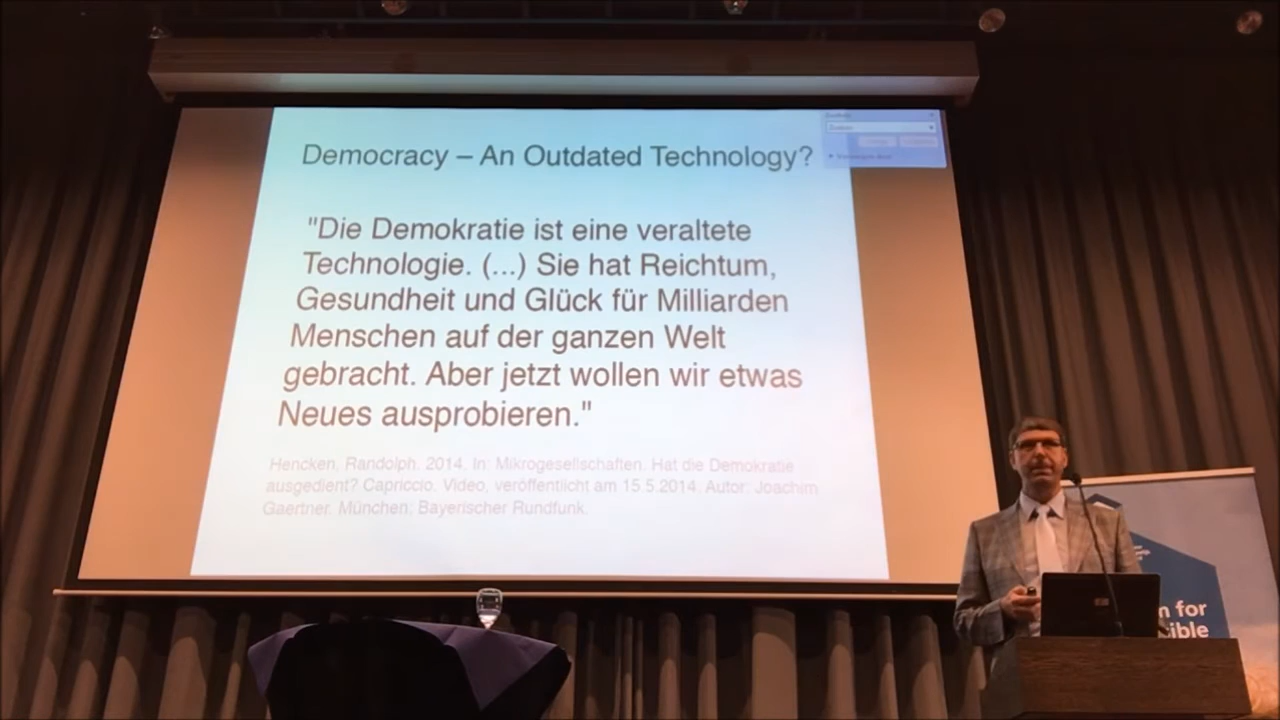 Democracy – An Outdated Technology?
"Die Demokratie ist eine veraltete
Technologie. (...) Sie hat Reichtum,
Gesundheit und Glück für Milliarden
Menschen auf der ganzen Welt
gebracht. Aber jetzt wollen wir etwas
Neues ausprobieren."
Hencken, Randolph. 2014. In: Mikrogesellschaften. Hat die Demokratie
ausgedient? Capriccio. Video, veröffentlicht am 15.5.2014. Autor: Joachim
Gaertner. München: Bayerischer Rundfunk.
n for
ible